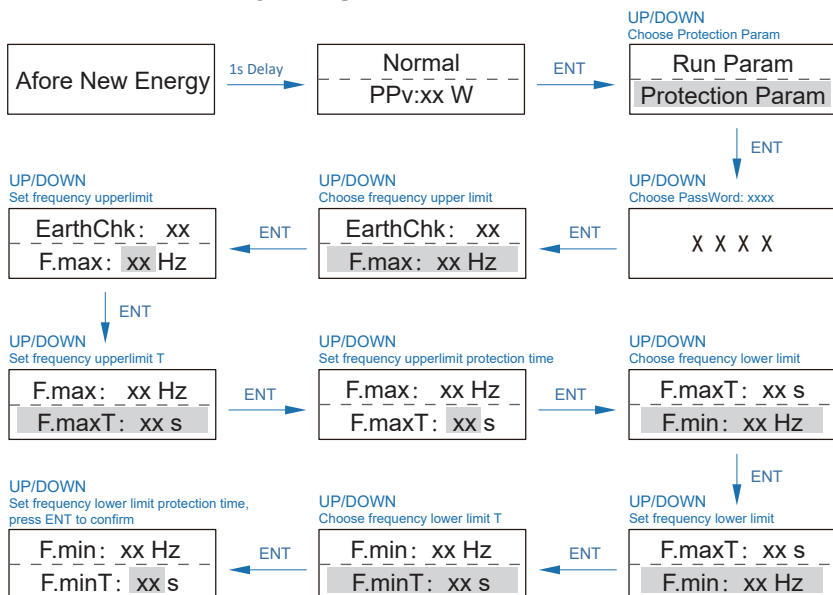 UP/DOWN
Choose Protection Param
Afore New Energy
1s Delay
Normal
PPv:xx W
ENT
Run Param
Protection Param
ENT
UP/DOWN
Set frequency upperlimit
EarthChk: xx
F.max: xx Hz
ENT
UP/DOWN
Choose frequency upper limit
EarthChk: xx
F.max: xx Hz
ENT
UP/DOWN
Choose PassWord: xxxx
X X X X
ENT
UP/DOWN
Set frequency upperlimit T
F.max: xx Hz
F.maxT: xx s
ENT
UP/DOWN
Set frequency upperlimit protection time
F.max: xx Hz
F.maxT: xx s
ENT
UP/DOWN
Choose frequency lower limit
F.maxT: xx s
F.min: xx Hz
ENT
UP/DOWN
Set frequency lower limit protection time,
press ENT to confirm
F.min: xx Hz
F.minT: xx s
ENT
UP/DOWN
Choose frequency lower limit T
F.min: xx Hz
F.minT: xx s
ENT
UP/DOWN
Set frequency lower limit
F.maxT: xx s
F.min: xx Hz